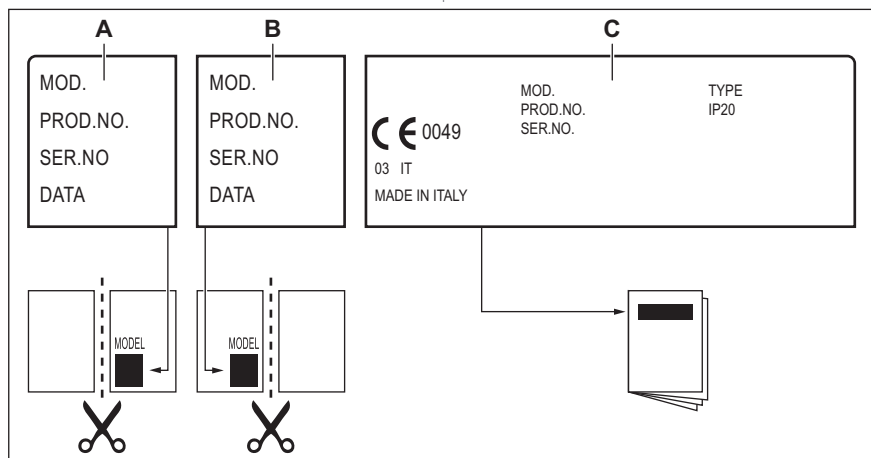 A
MOD.
PROD.NO.
SER.NO
DATA
B
MOD.
PROD.NO.
SER.NO
DATA
C
MOD.
PROD.NO.
SER.NO.
TYPE
IP20
CE 0049
03 IT
MADE IN ITALY
MODEL
MODEL